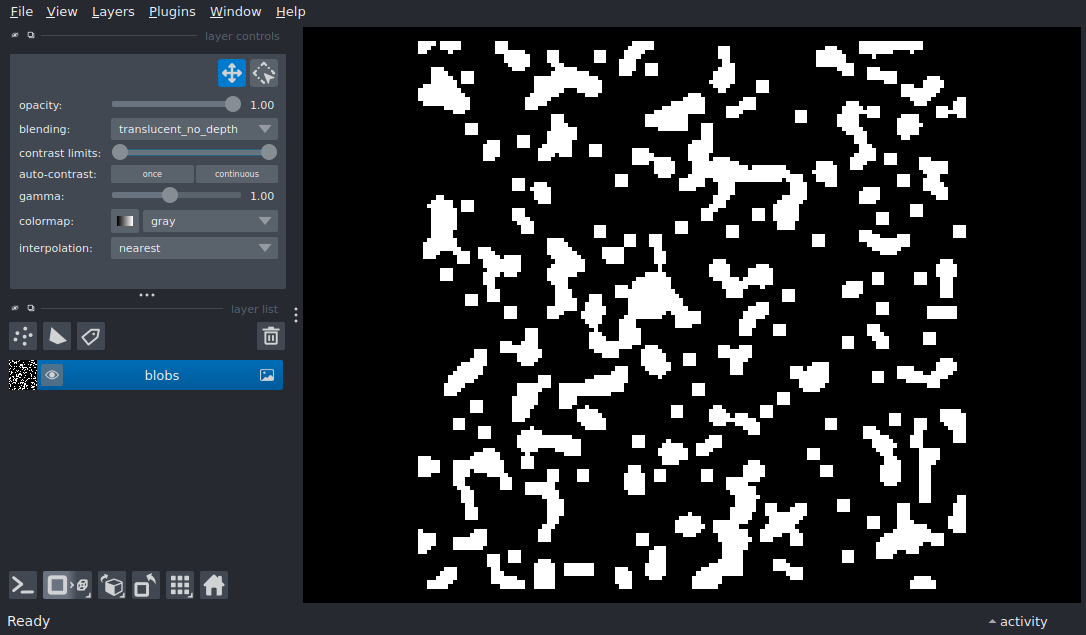 File View Layers Plugins Window Help
layer controls
opacity: 1.00
blending: translucent_no_depth
contrast limits:
auto-contrast: once continuous
gamma: 1.00
colormap: gray
interpolation: nearest
layer list
blobs
Ready activity